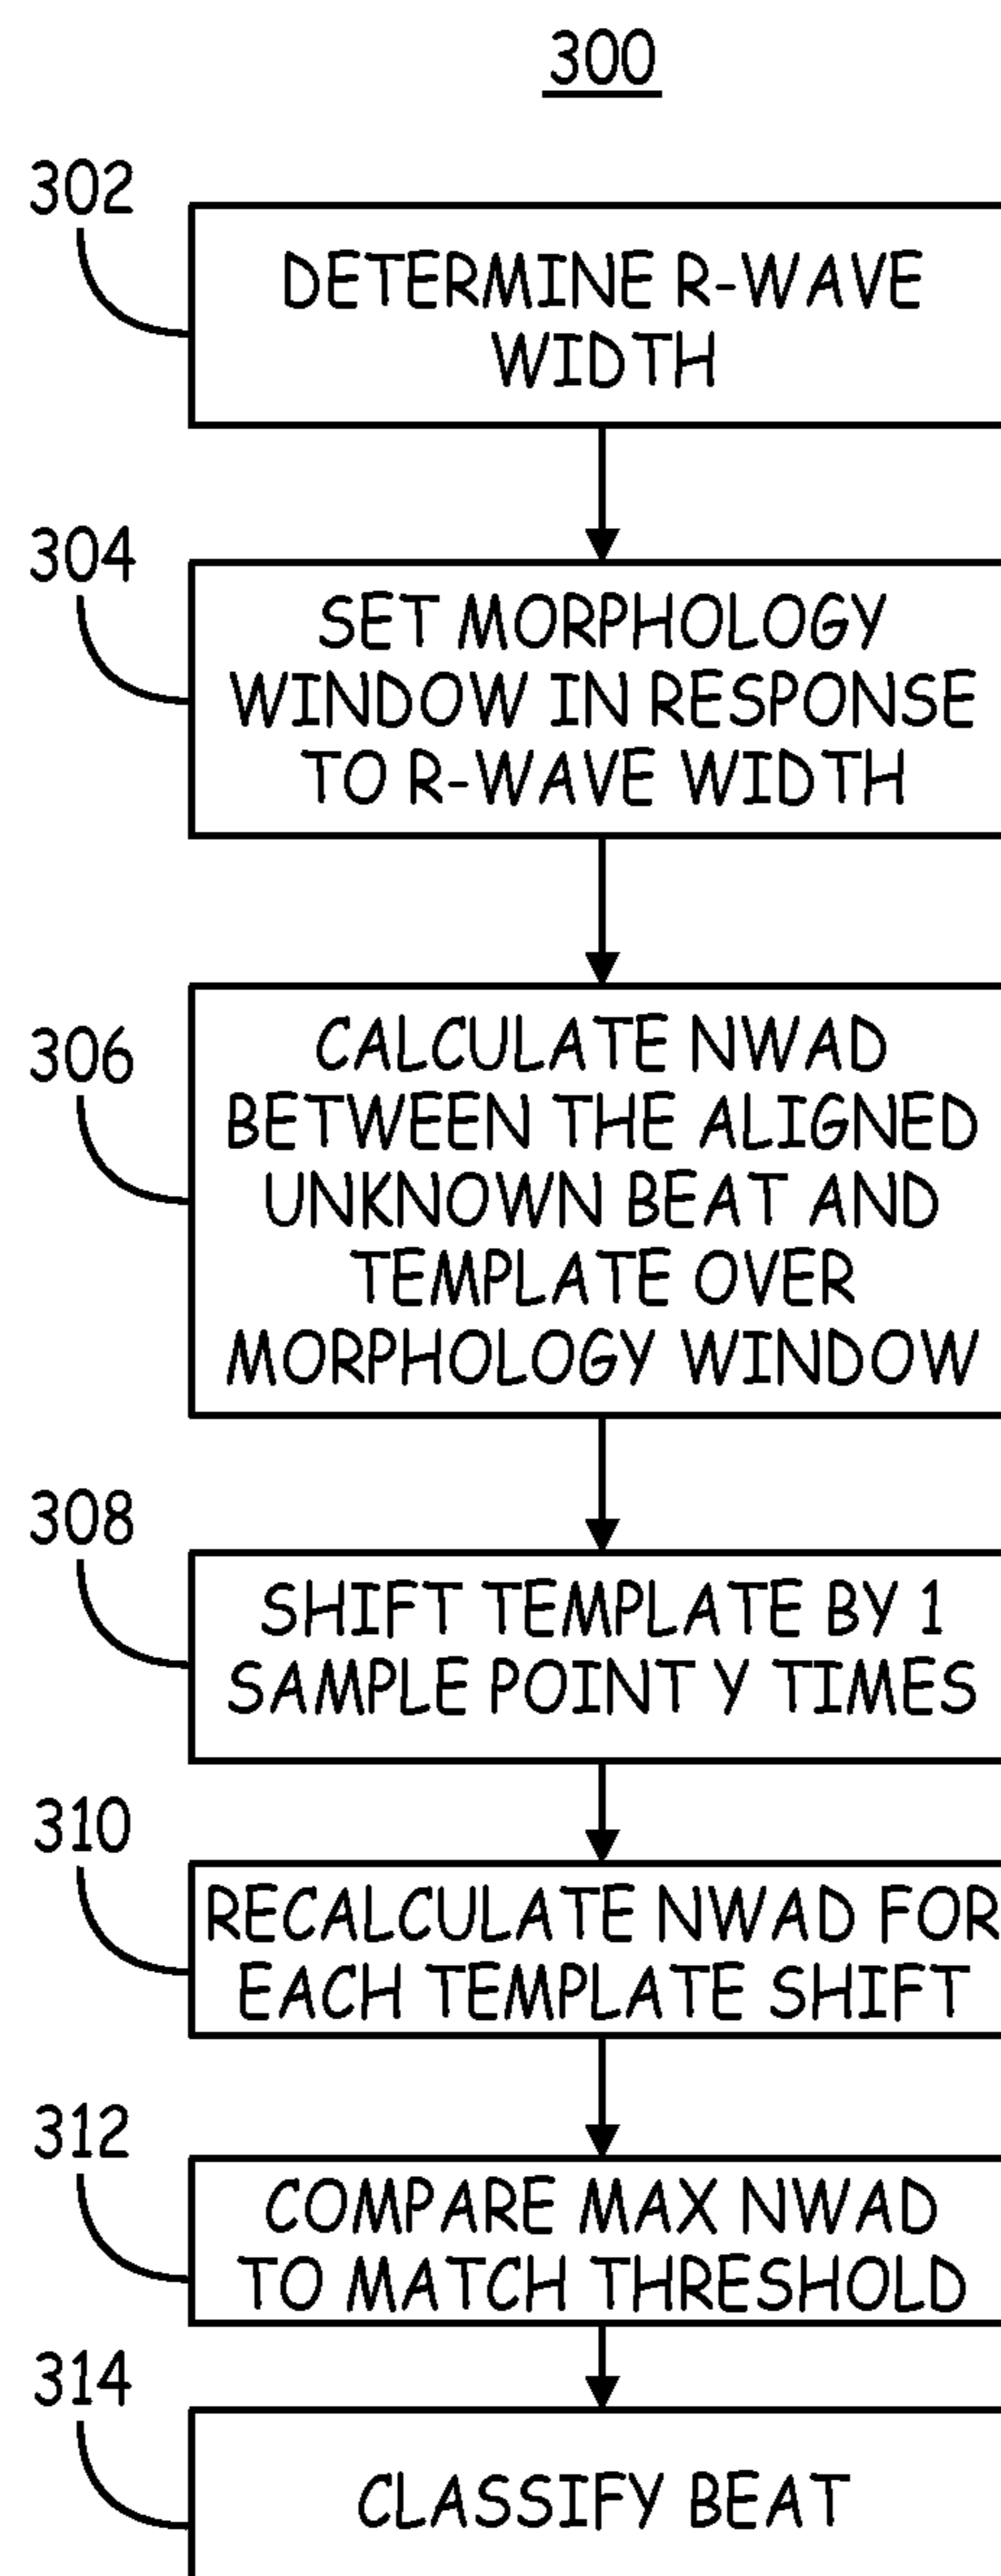 300
302
DETERMINE R-WAVE
WIDTH
304
SET MORPHOLOGY
WINDOW IN RESPONSE
TO R-WAVE WIDTH
306
CALCULATE NWAD
BETWEEN THE ALIGNED
UNKNOWN BEAT AND
TEMPLATE OVER
MORPHOLOGY WINDOW
308
SHIFT TEMPLATE BY 1
SAMPLE POINT Y TIMES
310
RECALCULATE NWAD FOR
EACH TEMPLATE SHIFT
312
COMPARE MAX NWAD
TO MATCH THRESHOLD
314
CLASSIFY BEAT